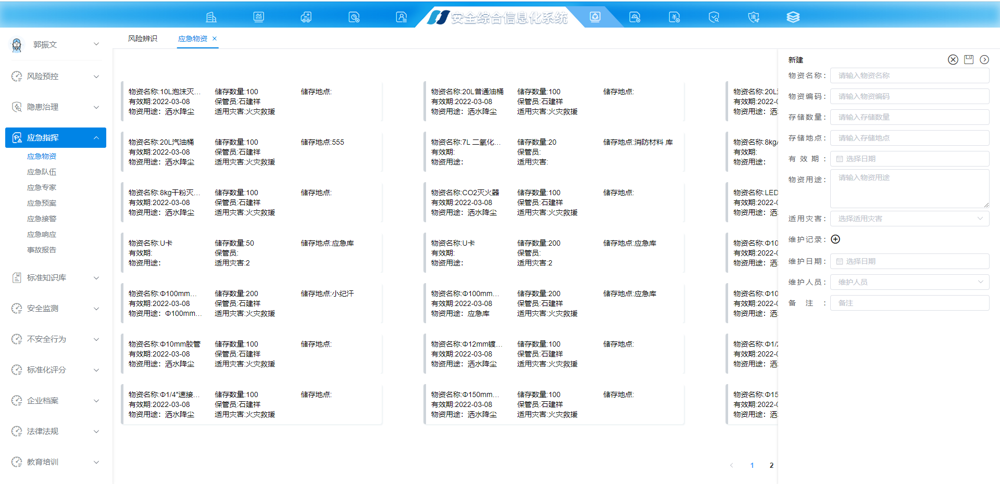 安全综合信息化系统
郭振文
风险预控
隐患治理
应急指挥
应急物资
应急队伍
应急专家
应急预案
应急接警
应急响应
事故报告
标准知识库
安全监测
不安全行为
标准化评分
企业档案
法律法规
教育培训
风险辨识 应急物资
物资名称:10L泡沫灭... 储存数量:100 储存地点:
有效期:2022-03-08 保管员:石建祥
物资用途：洒水降尘 适用灾害:火灾救援
物资名称:20L普通油桶 储存数量:100 储存地点:
有效期:2022-03-08 保管员:石建祥
物资用途：洒水降尘 适用灾害:火灾救援
物资名称:20L
有效期:2022-0
物资用途：洒
物资名称:20L汽油桶 储存数量:100 储存地点:555
有效期:2022-03-08 保管员:石建祥
物资用途：洒水降尘 适用灾害:火灾救援
物资名称:7L 二氧化... 储存数量:20 储存地点:消防材料 库
有效期: 保管员:
物资用途： 适用灾害:
物资名称:8kg
有效期:
物资用途：
物资名称:8kg干粉灭... 储存数量:100 储存地点:
有效期:2022-03-08 保管员:石建祥
物资用途：洒水降尘 适用灾害:火灾救援
物资名称:CO2灭火器 储存数量:100 储存地点:
有效期:2022-03-08 保管员:石建祥
物资用途：洒水降尘 适用灾害:火灾救援
物资名称:LED
有效期:2022-0
物资用途：洒
物资名称:U卡 储存数量:50 储存地点:应急库
有效期: 保管员:
物资用途： 适用灾害:2
物资名称:U卡 储存数量:200 储存地点:应急库
有效期: 保管员:
物资用途： 适用灾害:2
物资名称:Φ10
有效期:2022-0
物资用途：洒
物资名称:Φ100mm... 储存数量:200 储存地点:小纪汗
有效期:2022-03-08 保管员:石建祥
物资用途：Φ100mm... 适用灾害:火灾救援
物资名称:Φ100mm... 储存数量:200 储存地点:应急库
有效期:2022-03-08 保管员:石建祥
物资用途：应急库 适用灾害:火灾救援
物资名称:Φ10
有效期:2022-0
物资用途：洒
物资名称:Φ10mm胶管 储存数量:100 储存地点:
有效期:2022-03-08 保管员:石建祥
物资用途：洒水降尘 适用灾害:火灾救援
物资名称:Φ12mm镀... 储存数量:100 储存地点:
有效期:2022-03-08 保管员:石建祥
物资用途：洒水降尘 适用灾害:火灾救援
物资名称:Φ1/2
有效期:2022-0
物资用途：洒
物资名称:Φ1/4"速接... 储存数量:100 储存地点:
有效期:2022-03-08 保管员:石建祥
物资用途：洒水降尘 适用灾害:火灾救援
物资名称:Φ150mm... 储存数量:100 储存地点:
有效期:2022-03-08 保管员:石建祥
物资用途：洒水降尘 适用灾害:火灾救援
物资名称:Φ15
有效期:2022-0
物资用途：洒
1 2
新建
物资名称: 请输入物资名称
物资编码: 请输入物资编码
存储数量: 请输入存储数量
存储地点: 请输入存储地点
有 效 期 : 选择日期
物资用途: 请输入物资用途
适用灾害: 选择适用灾害
维护记录:
维护日期: 选择日期
维护人员: 维护人员
备 注 : 备注